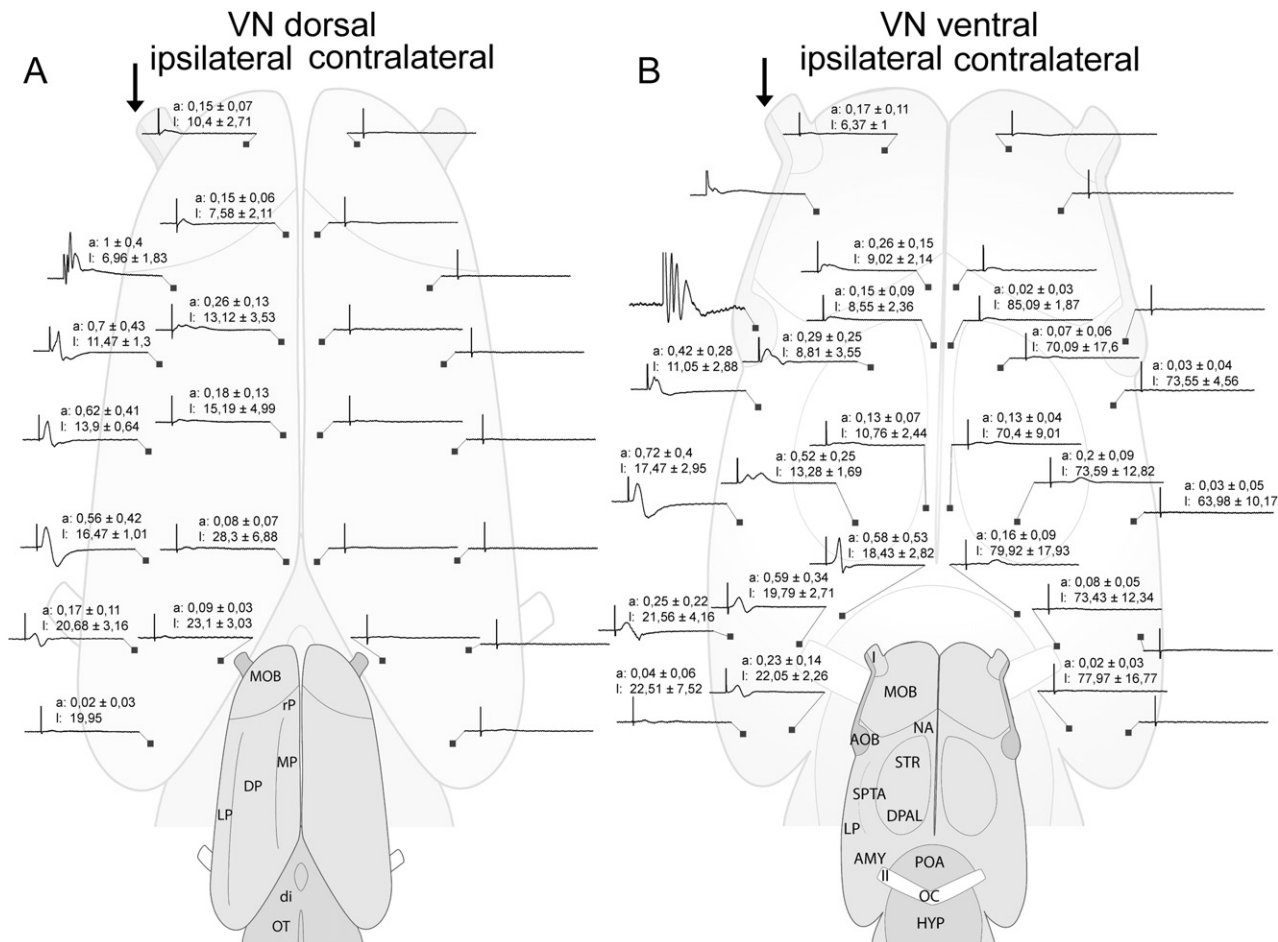 VN dorsal
ipsilateral contralateral
A
a: 0,15 ± 0,07
l: 10,4 ± 2,71
a: 0,15 ± 0,06
l: 7,58 ± 2,11
a: 1 ± 0,4
l: 6,96 ± 1,83
a: 0,26 ± 0,13
l: 13,12 ± 3,53
a: 0,7 ± 0,43
l: 11,47 ± 1,3
a: 0,18 ± 0,13
l: 15,19 ± 4,99
a: 0,62 ± 0,41
l: 13,9 ± 0,64
a: 0,56 ± 0,42
l: 16,47 ± 1,01
a: 0,08 ± 0,07
l: 28,3 ± 6,88
a: 0,17 ± 0,11
l: 20,68 ± 3,16
a: 0,09 ± 0,03
l: 23,1 ± 3,03
a: 0,02 ± 0,03
l: 19,95
MOB
rP
MP
DP
LP
di
OT
VN ventral
ipsilateral contralateral
B
a: 0,17 ± 0,11
l: 6,37 ± 1
a: 0,26 ± 0,15
l: 9,02 ± 2,14
a: 0,15 ± 0,09
l: 8,55 ± 2,36
a: 0,02 ± 0,03
l: 85,09 ± 1,87
a: 0,29 ± 0,25
l: 8,81 ± 3,55
a: 0,07 ± 0,06
l: 70,09 ± 17,6
a: 0,42 ± 0,28
l: 11,05 ± 2,88
a: 0,03 ± 0,04
l: 73,55 ± 4,56
a: 0,13 ± 0,07
l: 10,76 ± 2,44
a: 0,13 ± 0,04
l: 70,4 ± 9,01
a: 0,72 ± 0,4
l: 17,47 ± 2,95
a: 0,52 ± 0,25
l: 13,28 ± 1,69
a: 0,2 ± 0,09
l: 73,59 ± 12,82
a: 0,03 ± 0,05
l: 63,98 ± 10,17
a: 0,58 ± 0,53
l: 18,43 ± 2,82
a: 0,16 ± 0,09
l: 79,92 ± 17,93
a: 0,59 ± 0,34
l: 19,79 ± 2,71
a: 0,08 ± 0,05
l: 73,43 ± 12,34
a: 0,25 ± 0,22
l: 21,56 ± 4,16
a: 0,23 ± 0,14
l: 22,05 ± 2,26
a: 0,02 ± 0,03
l: 77,97 ± 16,77
a: 0,04 ± 0,06
l: 22,51 ± 7,52
I
MOB
NA
AOB
STR
SPTA
DPAL
LP
AMY
POA
II
OC
HYP